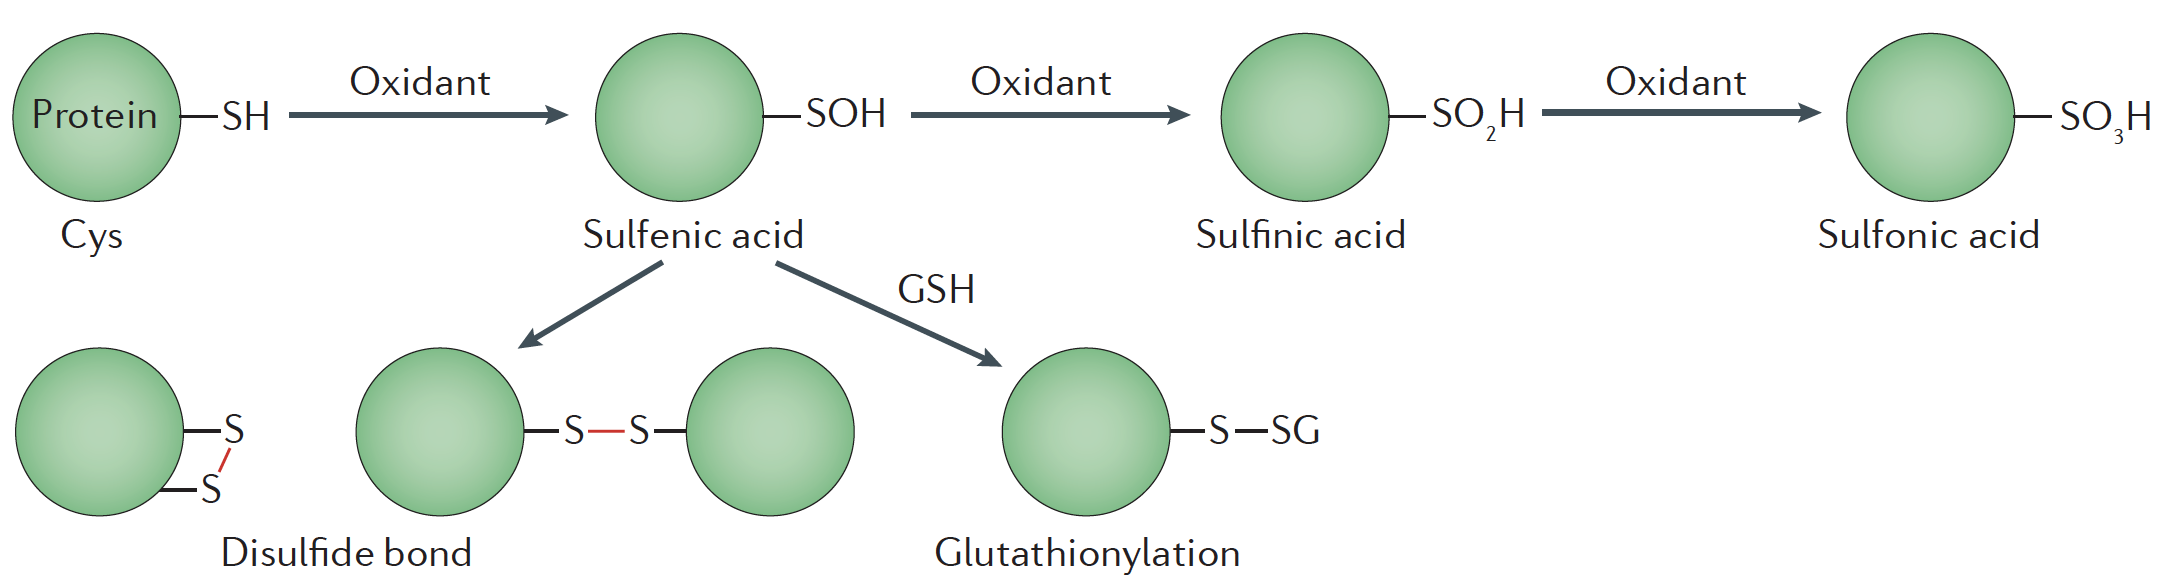 Oxidant Oxidant Oxidant
Protein SH SOH SO₂H SO₃H
Cys Sulfenic acid Sulfinic acid Sulfonic acid
GSH
S S S S SG
S
Disulfide bond Glutathionylation